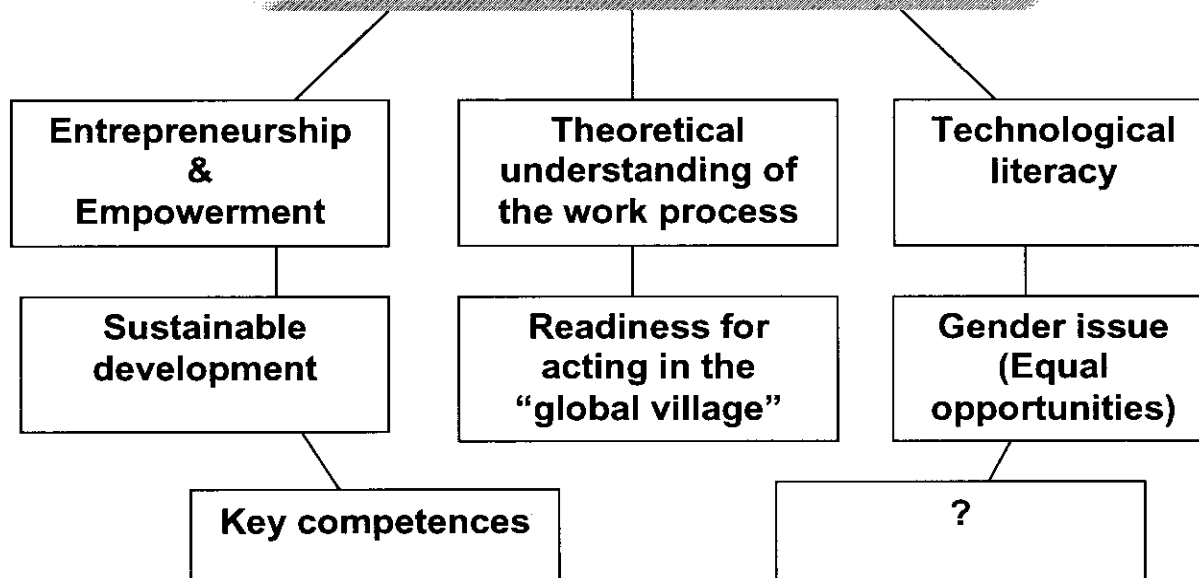 Entrepreneurship
&
Empowerment
Theoretical
understanding of
the work process
Technological
literacy
Sustainable
development
Readiness for
acting in the
“global village”
Gender issue
(Equal
opportunities)
Key competences
?